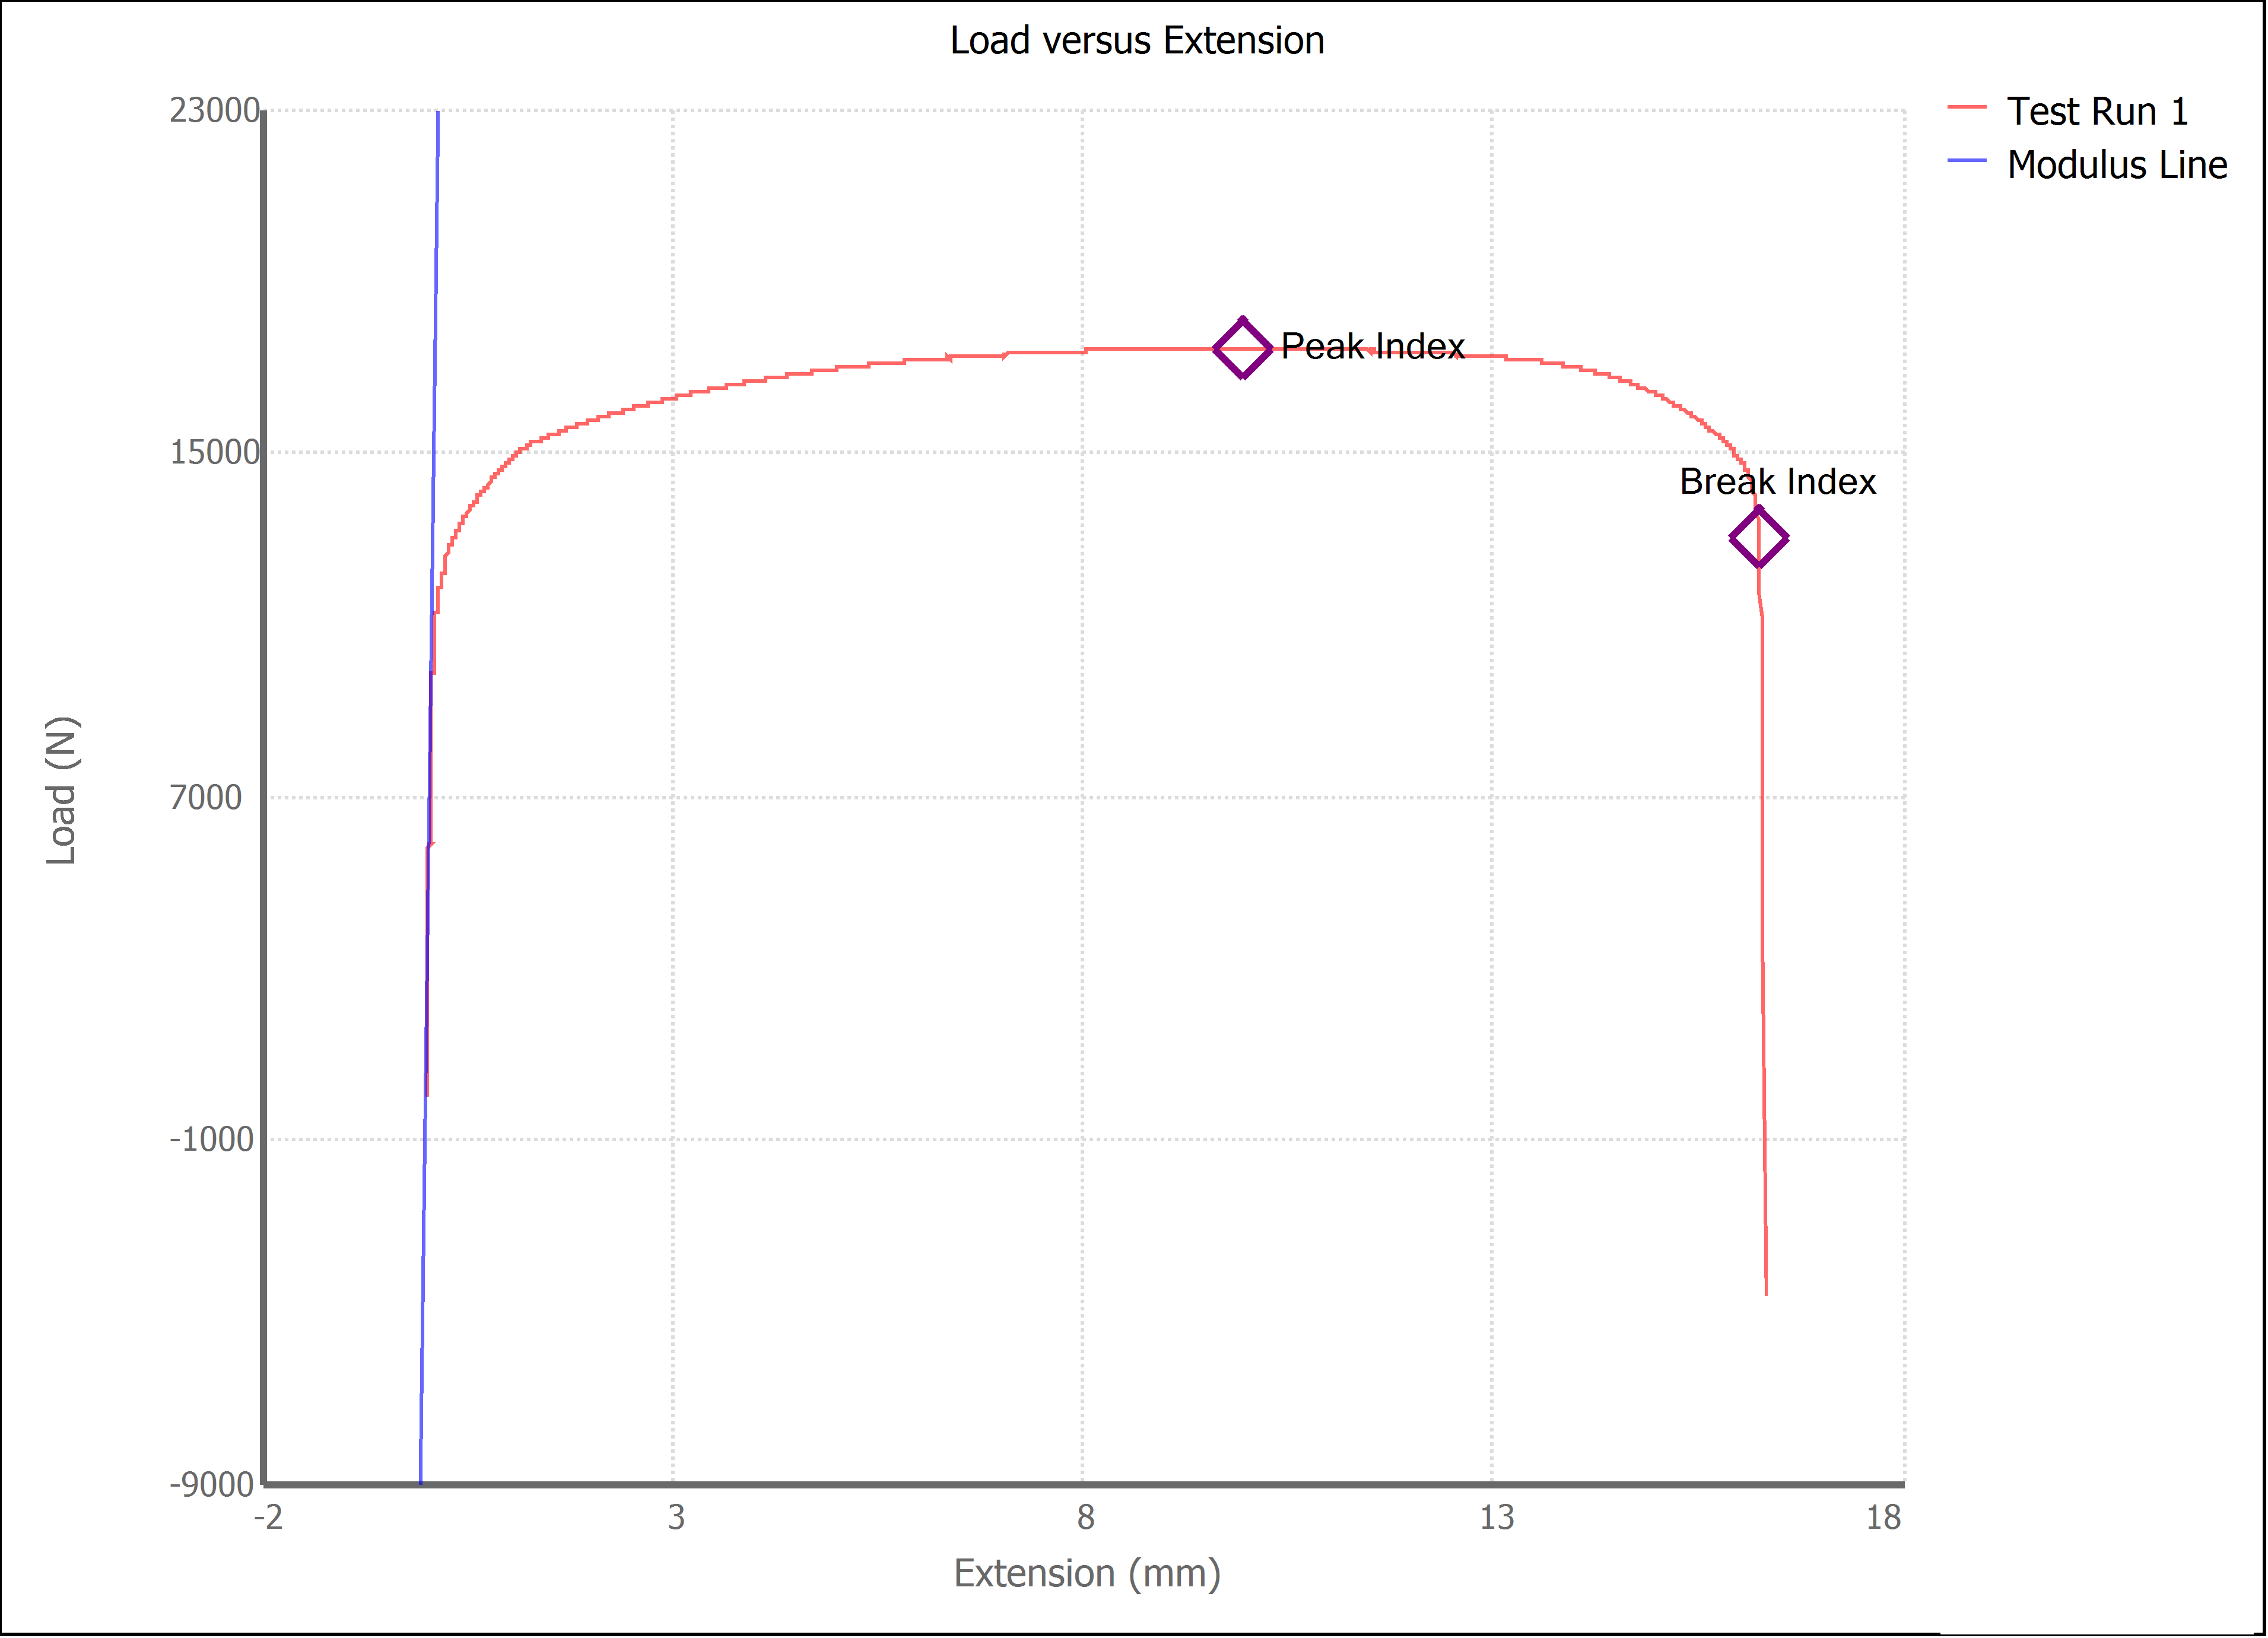 Load versus Extension
Test Run 1
Modulus Line
23000
15000
7000
-1000
-9000
Load (N)
Peak Index
Break Index
-2
3
8
13
18
Extension (mm)